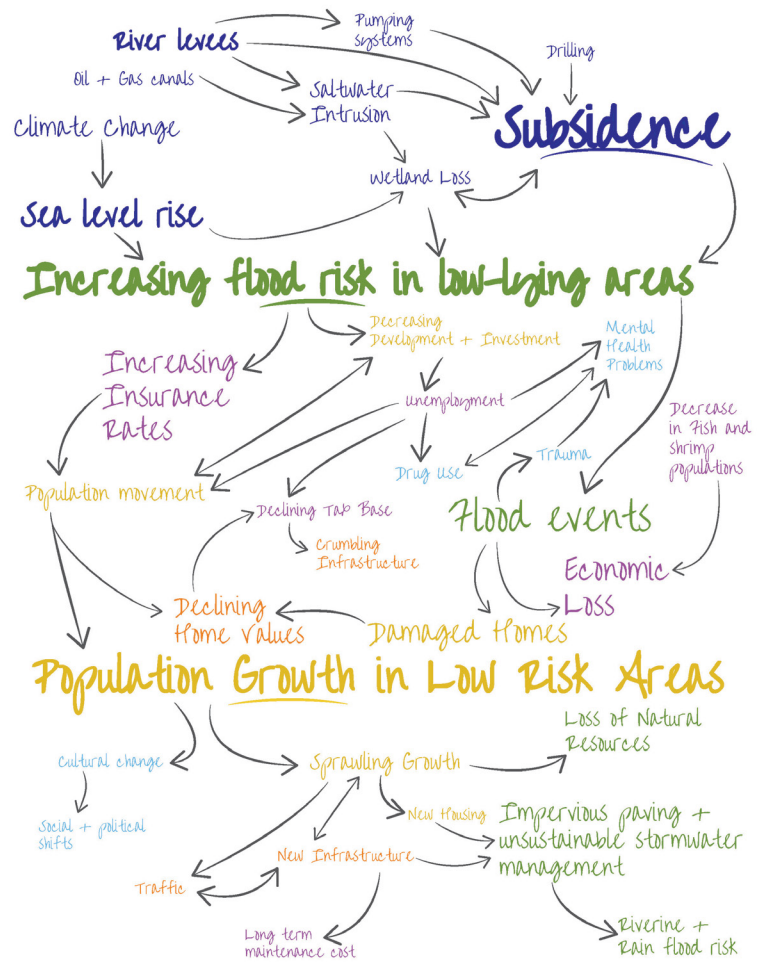 River levees
Pumping
systems
Drilling
Oil + Gas canals
Saltwater
Intrusion
Climate Change
Subsidence
Wetland Loss
Sea level rise
Increasing flood risk in low-lying areas
Decreasing
Development + Investment
Mental
Health
Problems
Increasing
Insurance
Rates
Unemployment
Decrease
in Fish and
shrimp
populations
Population movement
Drug Use
Trauma
Declining Tab Base
Flood events
Crumbling
Infrastructure
Economic
Loss
Declining
Home Values
Damaged Homes
Population Growth in Low Risk Areas
Loss of Natural
Resources
Cultural change
Sprawling Growth
Social + political
shifts
New Housing
Impervious paving +
unsustainable stormwater
management
New Infrastructure
Traffic
Long term
maintenance cost
Riverine +
Rain flood risk